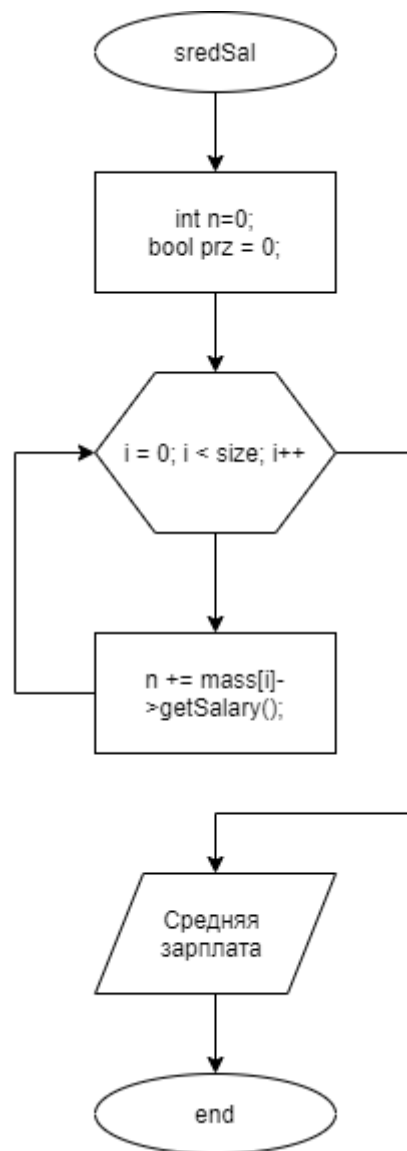 sredSal
int n=0;
bool prz = 0;
i = 0; i < size; i++
n += mass[i]-
>getSalary();
Средняя
зарплата
end